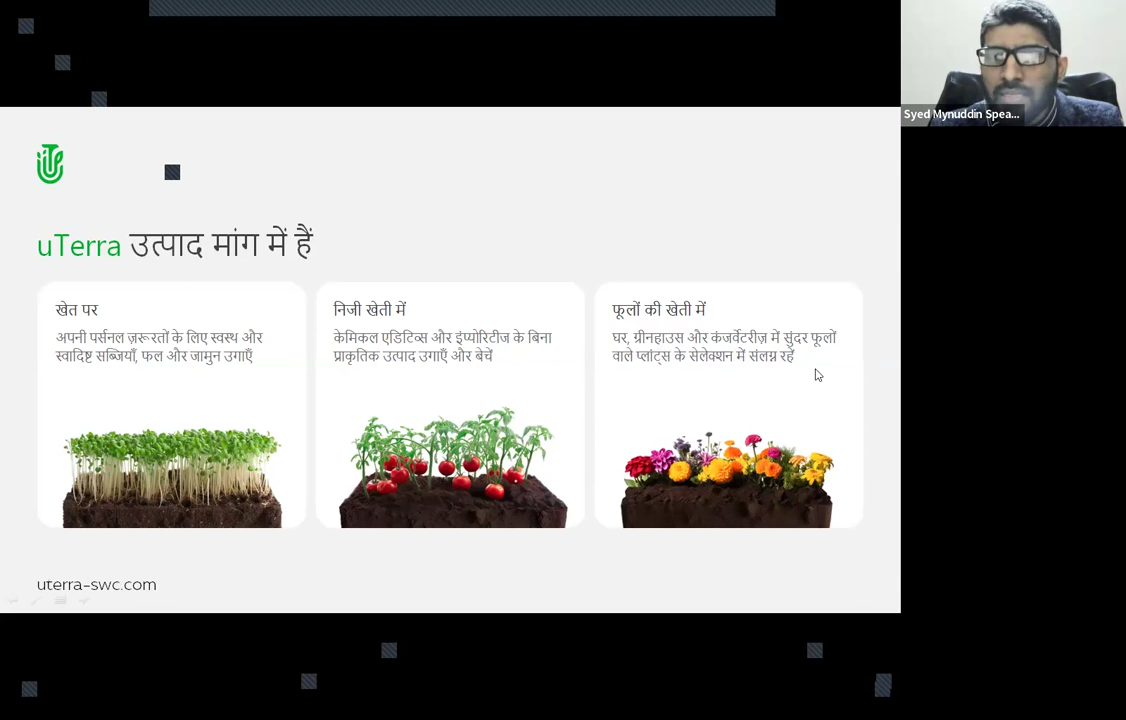 Syed Mynuddin Spea...
uTerra उत्पाद मांग में हैं
खेत पर
अपनी पर्सनल ज़रूरतों के लिए स्वस्थ और
स्वादिष्ट सब्जियाँ, फल और जामुन उगाएँ
निजी खेती में
केमिकल एडिटिव्स और इंप्योरिटीज के बिना
प्राकृतिक उत्पाद उगाएँ और बेचें
फूलों की खेती में
घर, ग्रीनहाउस और कंजर्वेटरीज़ में सुंदर फूलों
वाले प्लांट्स के सेलेक्शन में संलग्न रहें
uterra-swc.com